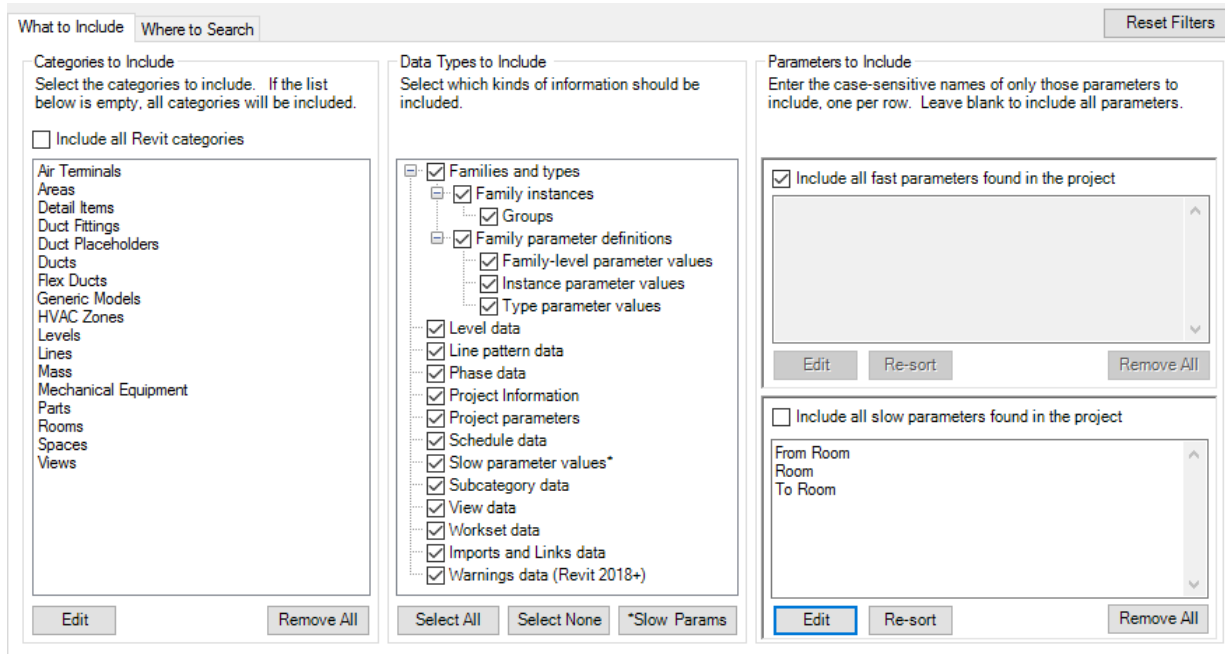 What to Include
Where to Search
Reset Filters
Categories to Include
Select the categories to include. If the list
below is empty, all categories will be included.
Include all Revit categories
Air Terminals
Areas
Detail Items
Duct Fittings
Duct Placeholders
Ducts
Flex Ducts
Generic Models
HVAC Zones
Levels
Lines
Mass
Mechanical Equipment
Parts
Rooms
Spaces
Views
Edit
Remove All
Data Types to Include
Select which kinds of information should be
included.
Families and types
Family instances
Groups
Family parameter definitions
Family-level parameter values
Instance parameter values
Type parameter values
Level data
Line pattern data
Phase data
Project Information
Project parameters
Schedule data
Slow parameter values*
Subcategory data
View data
Workset data
Imports and Links data
Warnings data (Revit 2018+)
Select All
Select None
*Slow Params
Parameters to Include
Enter the case-sensitive names of only those parameters to
include, one per row. Leave blank to include all parameters.
Include all fast parameters found in the project
Edit
Re-sort
Remove All
Include all slow parameters found in the project
From Room
Room
To Room
Edit
Re-sort
Remove All